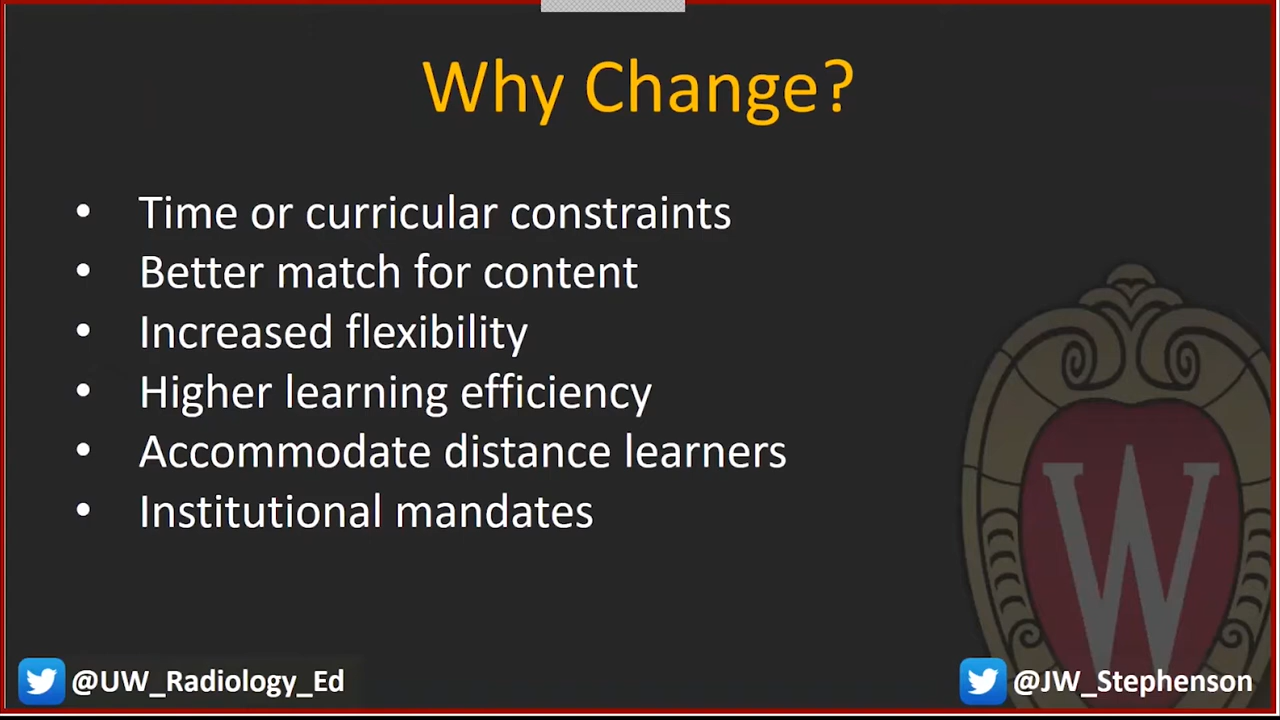 Why Change?
• Time or curricular constraints
• Better match for content
• Increased flexibility
• Higher learning efficiency
• Accommodate distance learners
• Institutional mandates
W
@UW_Radiology_Ed
@JW_Stephenson